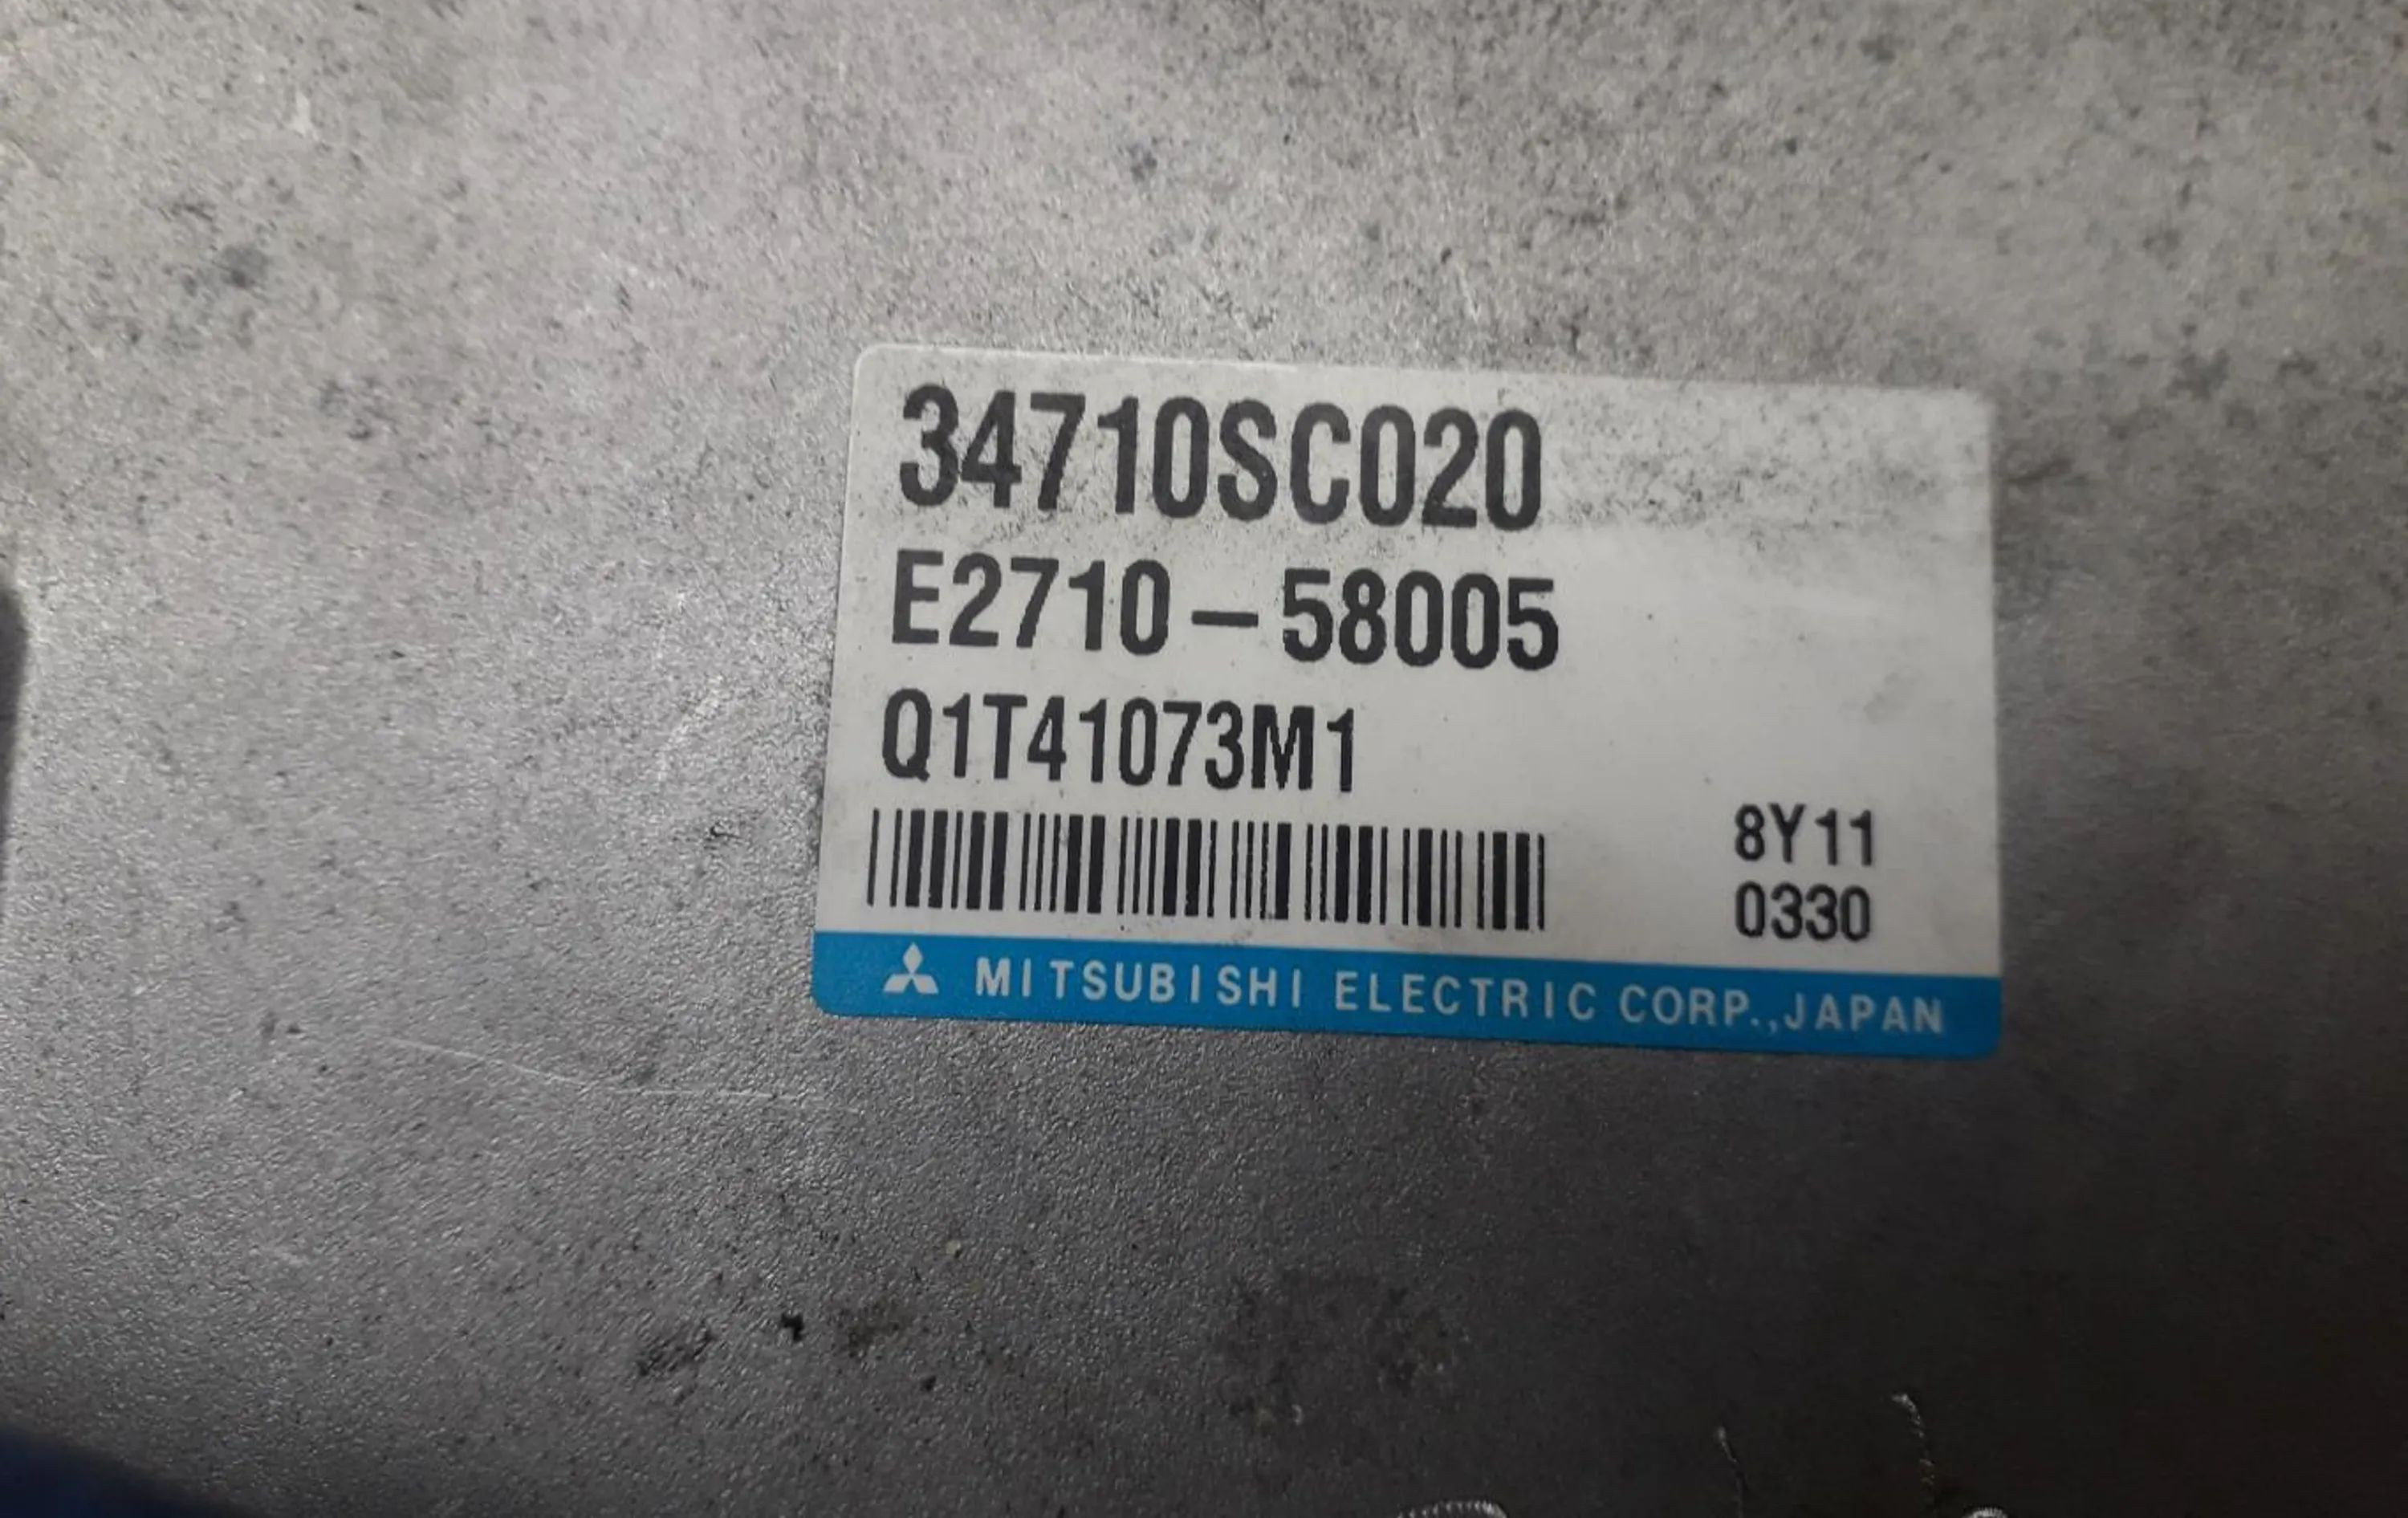 34710SC020
E2710-58005
Q1T41073M1
8Y11
0330
MITSUBISHI ELECTRIC CORP.,JAPAN